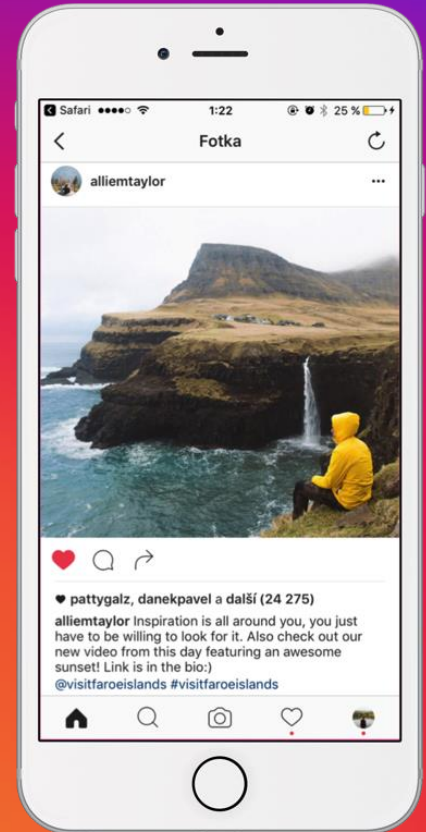 Safari
1:22
25 %
Fotka
alliemtaylor
pattygalz, danekpavel a další (24 275)
alliemtaylor Inspiration is all around you, you just
have to be willing to look for it. Also check out our
new video from this day featuring an awesome
sunset! Link is in the bio:)
@visitfaroeislands #visitfaroeislands